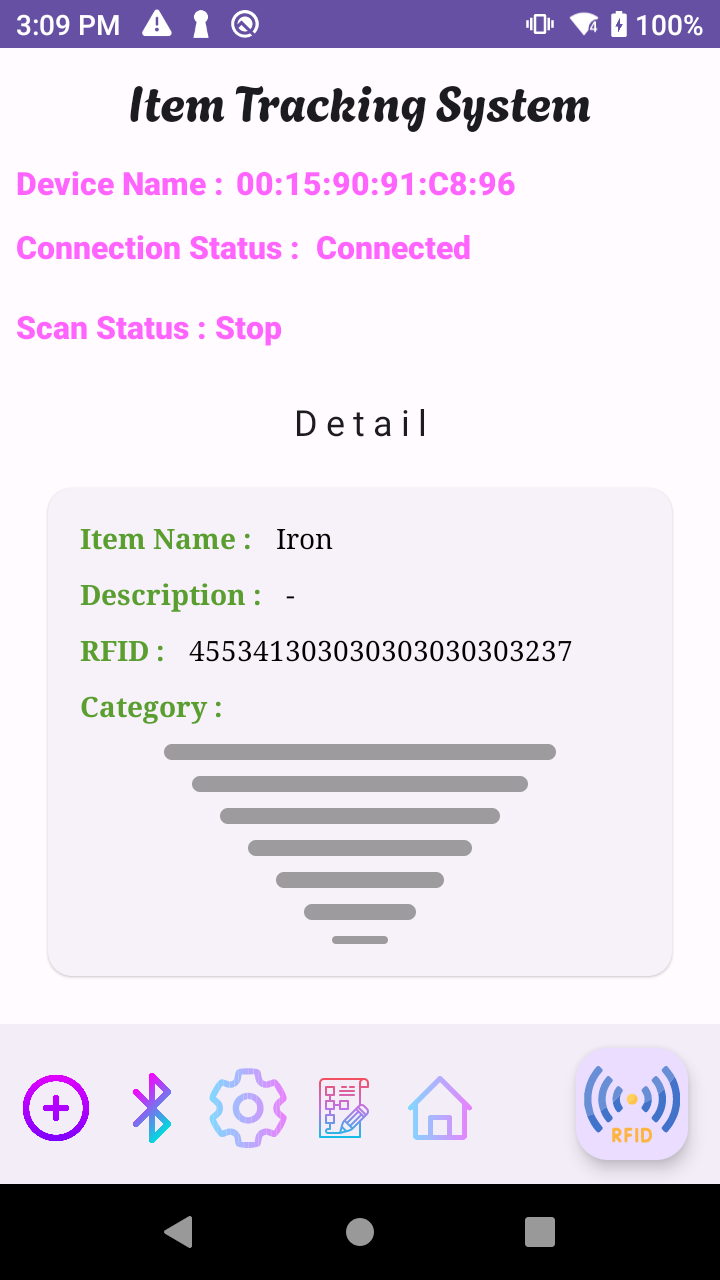 3:09 PM 4 100%
Item Tracking System
Device Name : 00:15:90:91:C8:96
Connection Status : Connected
Scan Status : Stop
Detail
Item Name : Iron
Description : -
RFID : 455341303030303030303237
Category :
RFID